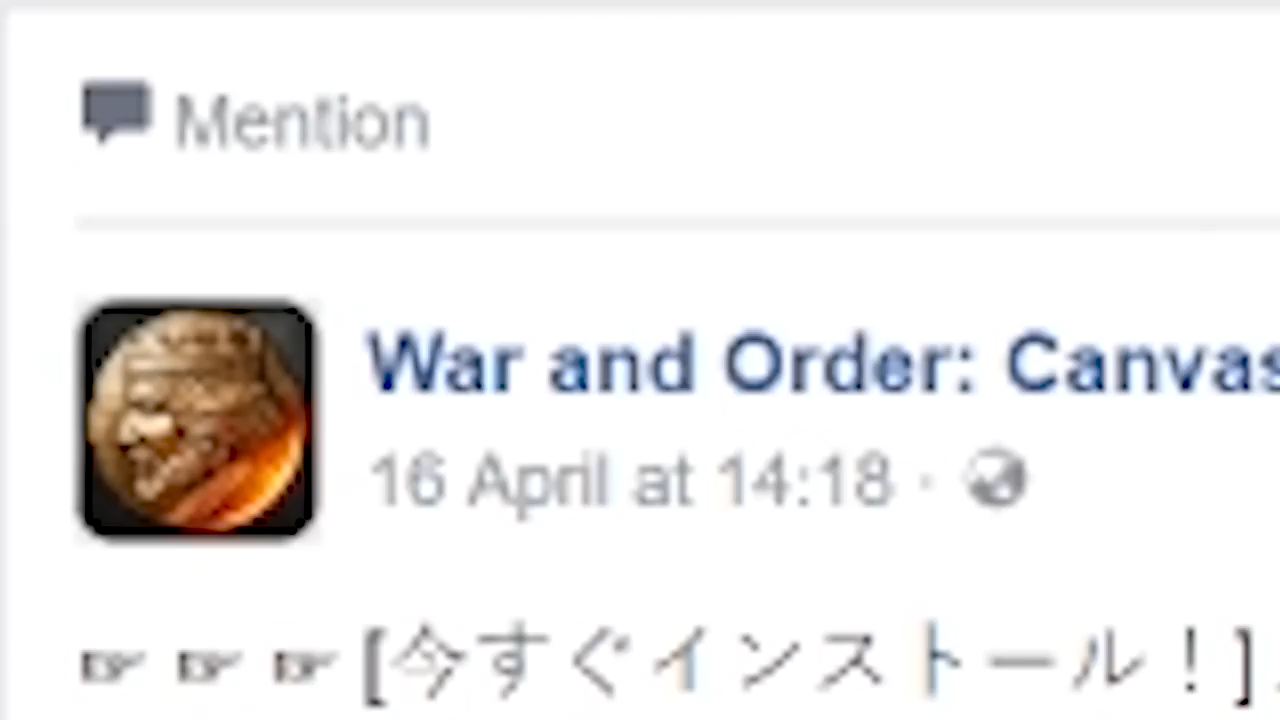 Mention
War and Order: Canvas
16 April at 14:18 ·
☞ ☞ ☞ [今すぐインストール！]